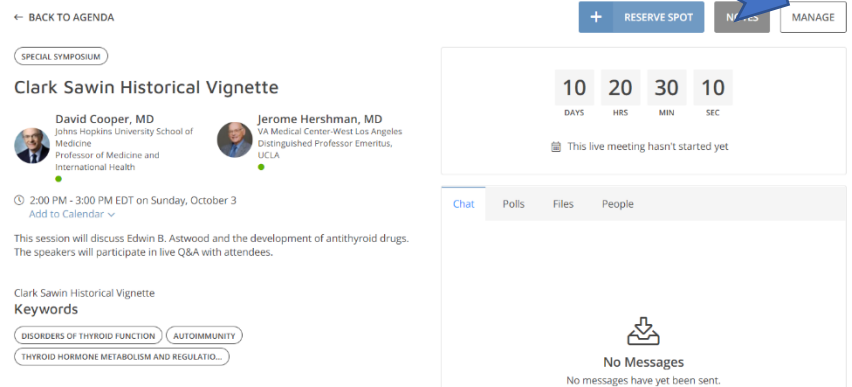 ← BACK TO AGENDA
+ RESERVE SPOT
NOTES
MANAGE
SPECIAL SYMPOSIUM
Clark Sawin Historical Vignette
David Cooper, MD
Johns Hopkins University School of
Medicine
Professor of Medicine and
International Health
Jerome Hershman, MD
VA Medical Center-West Los Angeles
Distinguished Professor Emeritus,
UCLA
2:00 PM - 3:00 PM EDT on Sunday, October 3
Add to Calendar
This session will discuss Edwin B. Astwood and the development of antithyroid drugs.
The speakers will participate in live Q&A with attendees.
Clark Sawin Historical Vignette
Keywords
DISORDERS OF THYROID FUNCTION
AUTOIMMUNITY
THYROID HORMONE METABOLISM AND REGULATIO...
10 20 30 10
DAYS HRS MIN SEC
This live meeting hasn't started yet
Chat Polls Files People
No Messages
No messages have yet been sent.